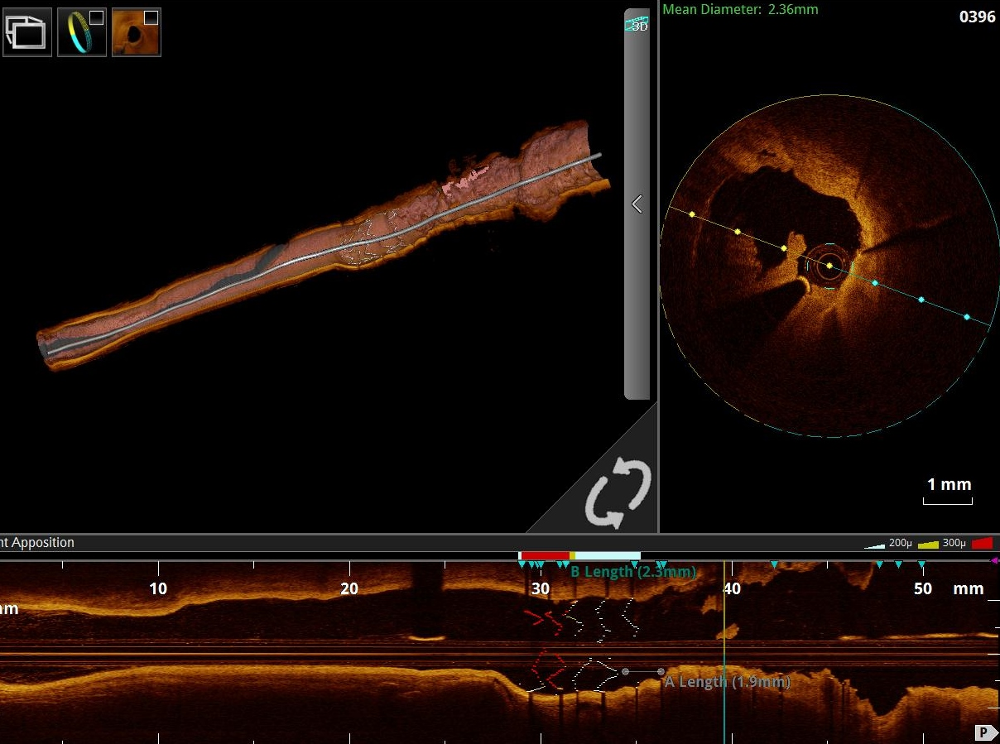 3D
Mean Diameter: 2.36mm
0396
1 mm
nt Apposition
200µ
300µ
B Length (2.3mm)
10
20
30
40
50
mm
mm
A Length (1.9mm)
P